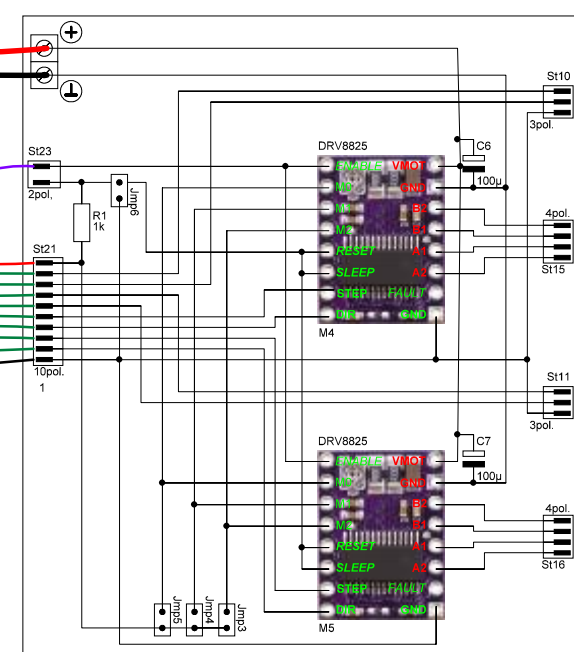 St10
3pol.
St23
2pol,
Jmp6
R1
1k
DRV8825
ENABLE VMOT
M0 GND
M1 B2
M2 B1
RESET A1
SLEEP A2
STEP FAULT
DIR GND
M4
C6
100µ
4pol.
St15
St21
10pol.
1
St11
3pol.
DRV8825
ENABLE VMOT
M0 GND
M1 B2
M2 B1
RESET A1
SLEEP A2
STEP FAULT
DIR GND
M5
C7
100µ
4pol.
St16
Jmp5
Jmp4
Jmp3